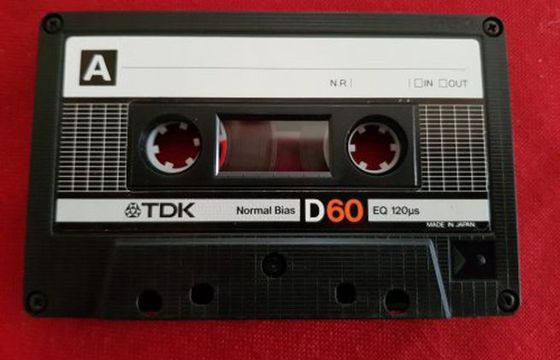 A
N.R | | □IN □OUT
TDK Normal Bias D60 EQ 120µs
MADE IN JAPAN